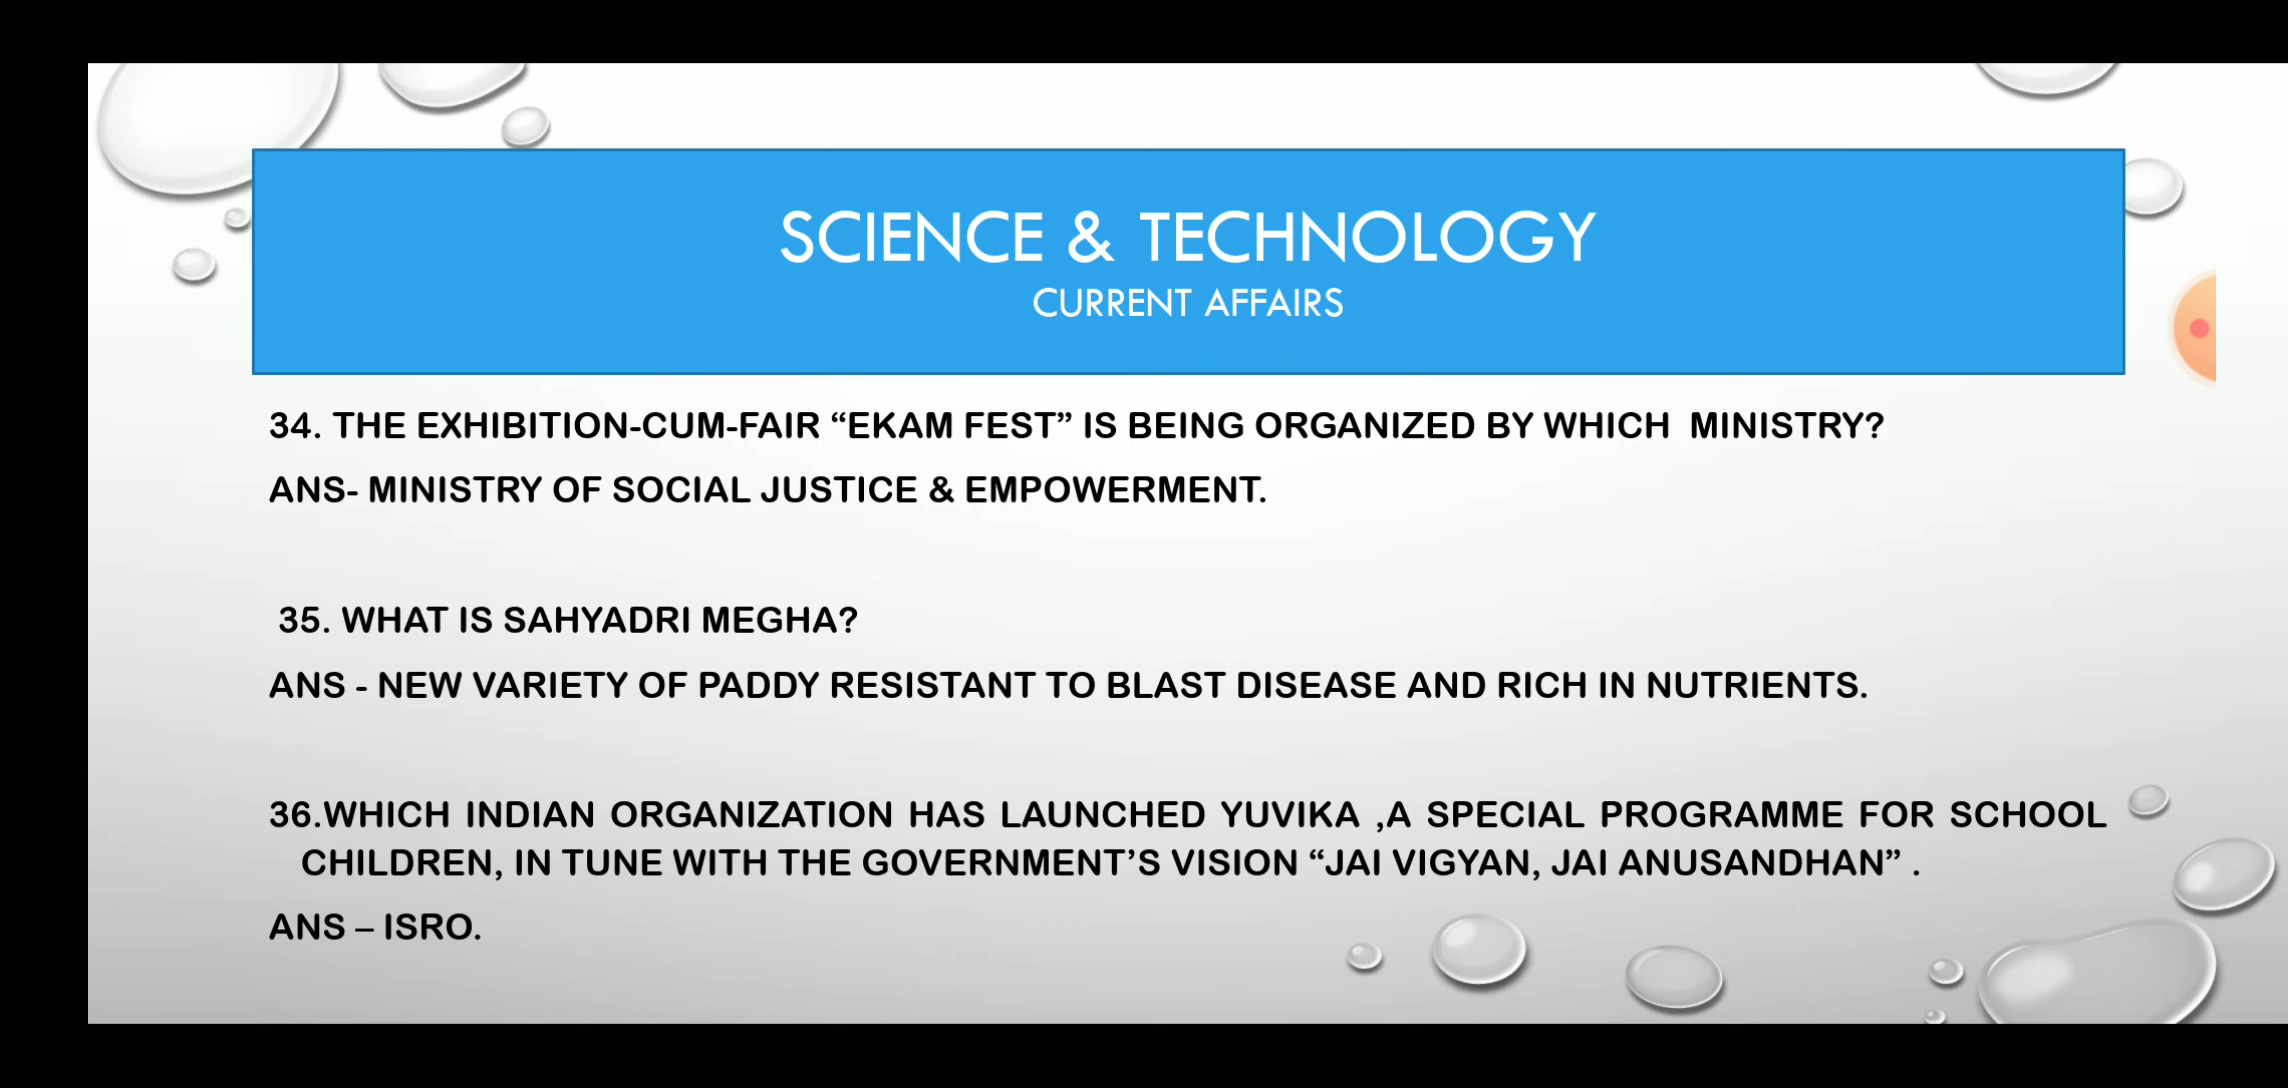 SCIENCE & TECHNOLOGY
CURRENT AFFAIRS
34. THE EXHIBITION-CUM-FAIR “EKAM FEST” IS BEING ORGANIZED BY WHICH MINISTRY?
ANS- MINISTRY OF SOCIAL JUSTICE & EMPOWERMENT.
35. WHAT IS SAHYADRI MEGHA?
ANS - NEW VARIETY OF PADDY RESISTANT TO BLAST DISEASE AND RICH IN NUTRIENTS.
36.WHICH INDIAN ORGANIZATION HAS LAUNCHED YUVIKA ,A SPECIAL PROGRAMME FOR SCHOOL
CHILDREN, IN TUNE WITH THE GOVERNMENT’S VISION “JAI VIGYAN, JAI ANUSANDHAN” .
ANS – ISRO.